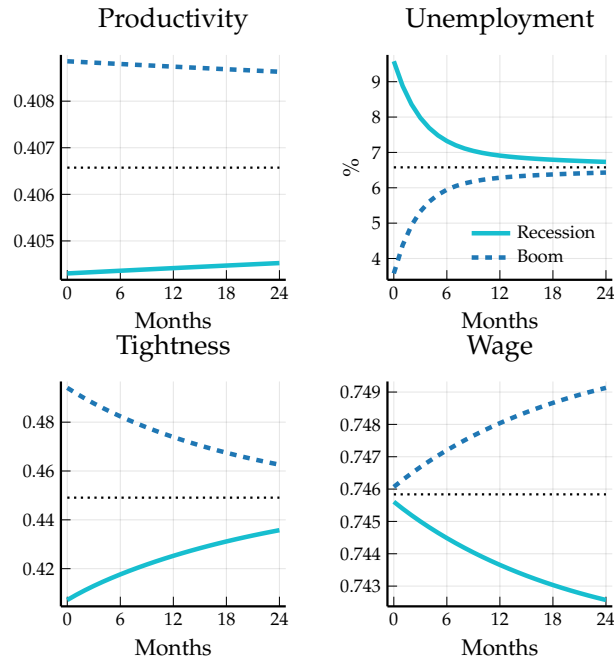 Productivity
0.408
0.407
0.406
0.405
0 6 12 18 24
Months
Unemployment
%
9
8
7
6
5
4
Recession
Boom
0 6 12 18 24
Months
Tightness
0.48
0.46
0.44
0.42
0 6 12 18 24
Months
Wage
0.749
0.748
0.747
0.746
0.745
0.744
0.743
0 6 12 18 24
Months